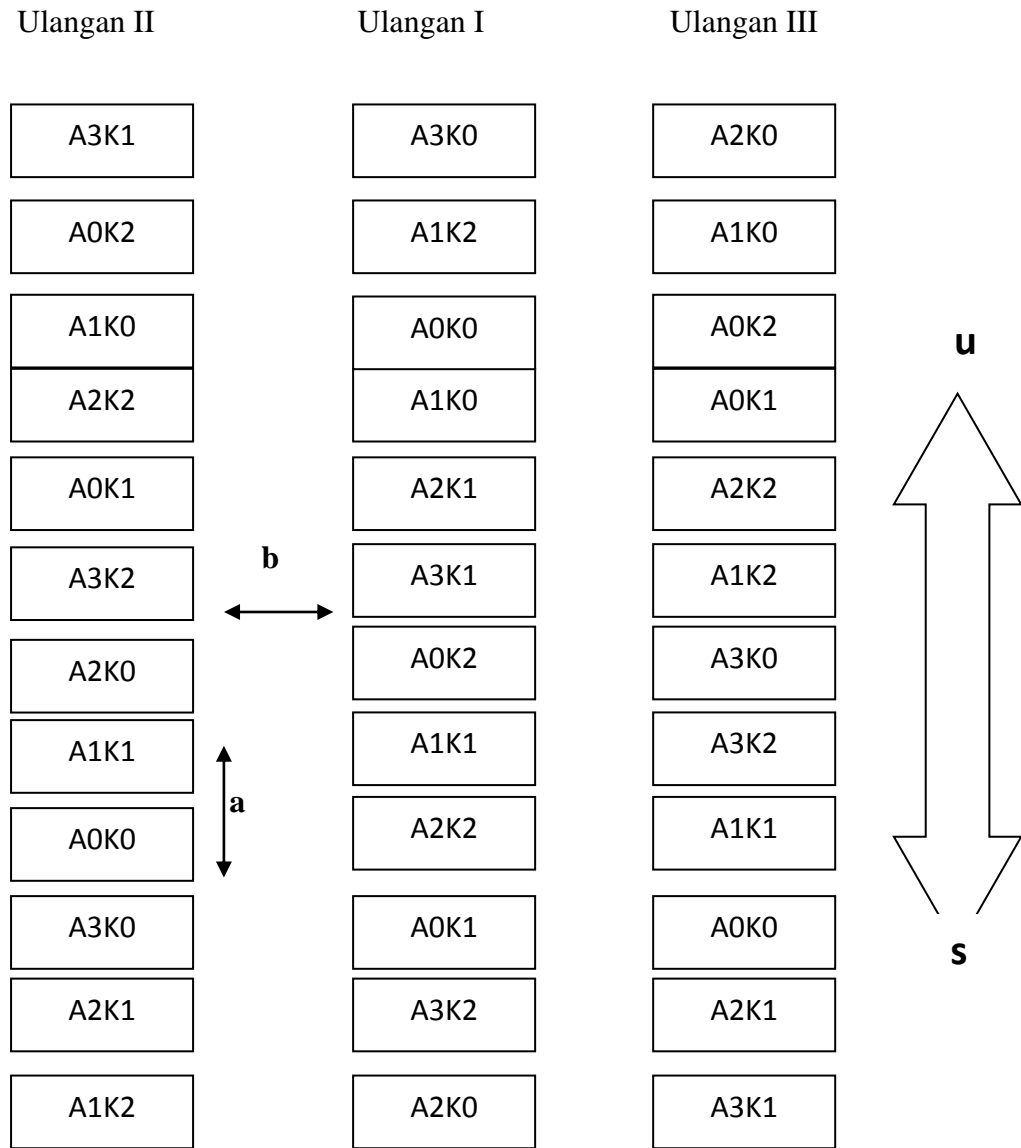 Ulangan II Ulangan I Ulangan III
A3K1 A3K0 A2K0
A0K2 A1K2 A1K0
A1K0 A0K0 A0K2
u
A2K2 A1K0 A0K1
A0K1 A2K1 A2K2
b
A3K2 A3K1 A1K2
A2K0 A0K2 A3K0
A1K1 A1K1 A3K2
a
A0K0 A2K2 A1K1
A3K0 A0K1 A0K0
s
A2K1 A3K2 A2K1
A1K2 A2K0 A3K1